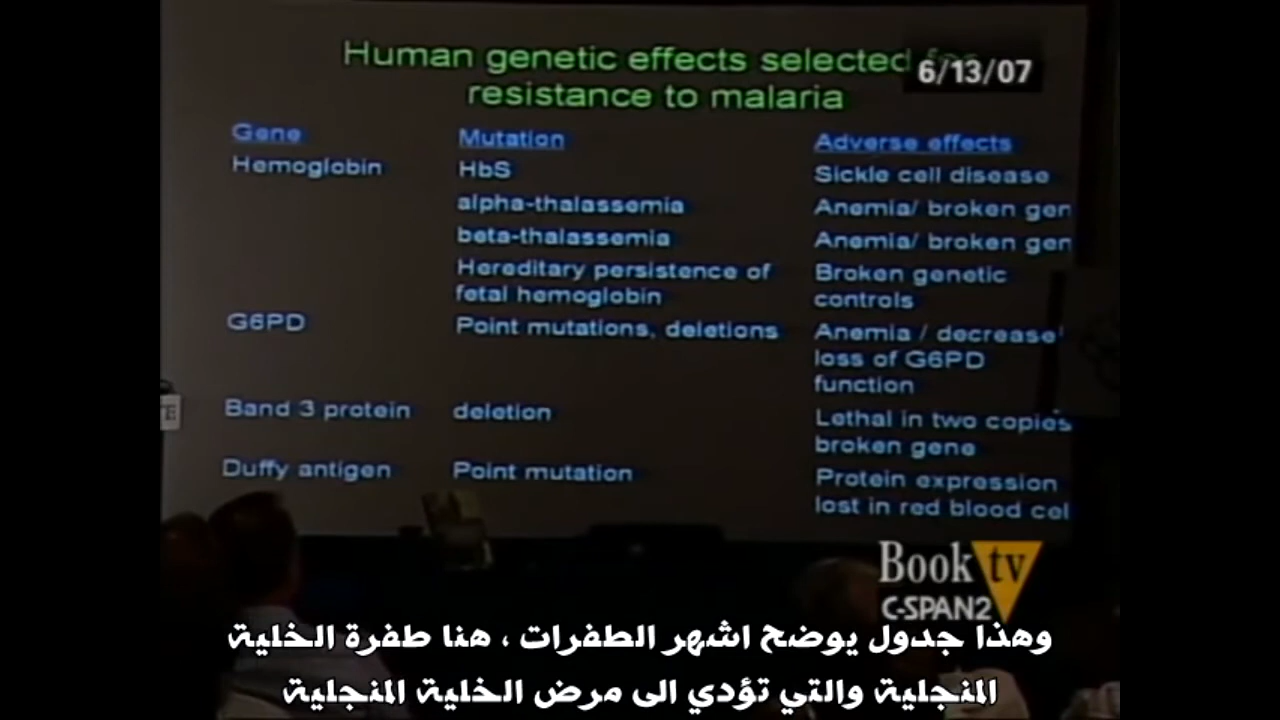 Human genetic effects selected
6/13/07
resistance to malaria
Gene Mutation Adverse effects
Hemoglobin HbS Sickle cell disease
alpha-thalassemia Anemia/ broken gen
beta-thalassemia Anemia/ broken gen
Hereditary persistence of Broken genetic
fetal hemoglobin controls
G6PD Point mutations, deletions Anemia / decrease
loss of G6PD
function
Band 3 protein deletion Lethal in two copies
broken gene
Duffy antigen Point mutation Protein expression
lost in red blood cel
Book tv
C-SPAN2
وهذا جدول يوضح اشهر الطفرات ، هنا طفرة الخلية
المنجلية والتي تؤدي الى مرض الخلية المنجلية